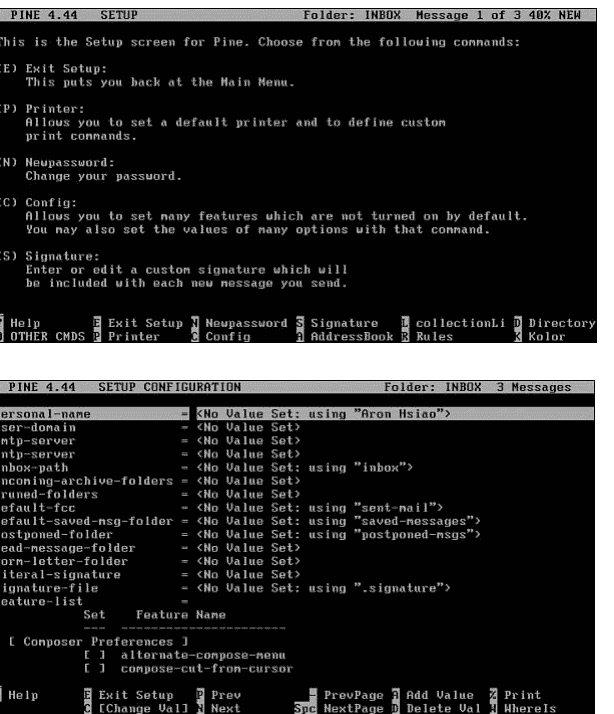 PINE 4.44 SETUP Folder: INBOX Message 1 of 3 40% NEW
This is the Setup screen for Pine. Choose from the following commands:
(E) Exit Setup:
This puts you back at the Main Menu.
(P) Printer:
Allows you to set a default printer and to define custom
print commands.
(N) Newpassword:
Change your password.
(C) Config:
Allows you to set many features which are not turned on by default.
You may also set the values of many options with that command.
(S) Signature:
Enter or edit a custom signature which will
be included with each new message you send.
? Help E Exit Setup N Newpassword S Signature L collectionLi D Directory
O OTHER CMDS P Printer C Config A AddressBook R Rules K Kolor
PINE 4.44 SETUP CONFIGURATION Folder: INBOX 3 Messages
ersonal-name = <No Value Set: using "Aron Hsiao">
ser-domain = <No Value Set>
mtp-server = <No Value Set>
ntp-server = <No Value Set>
nbox-path = <No Value Set: using "inbox">
ncoming-archive-folders = <No Value Set>
runed-folders = <No Value Set>
efault-fcc = <No Value Set: using "sent-mail">
efault-saved-msg-folder = <No Value Set: using "saved-messages">
ostponed-folder = <No Value Set: using "postponed-msgs">
ead-message-folder = <No Value Set>
orm-letter-folder = <No Value Set>
iteral-signature = <No Value Set>
ignature-file = <No Value Set: using ".signature">
eature-list =
Set Feature Name
--- ----------------------
[ Composer Preferences ]
[ ] alternate-compose-menu
[ ] compose-cut-from-cursor
Help E Exit Setup P Prev - PrevPage A Add Value % Print
C [Change Val] N Next Spc NextPage D Delete Val W WhereIs